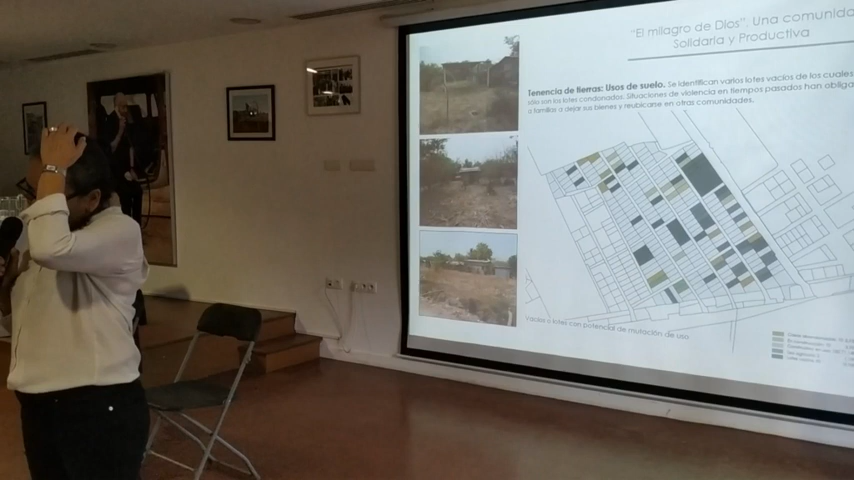 "El milagro de Dios". Una comunida
Solidaria y Productiva
Tenencia de tierras: Usos de suelo. Se identifican varios lotes vacíos de los cuales
sólo son los lotes condonados. Situaciones de violencia en tiempos pasados han obliga
a familias a dejar sus bienes y reubicarse en otras comunidades.
Vacíos o lotes con potencial de mutación de uso